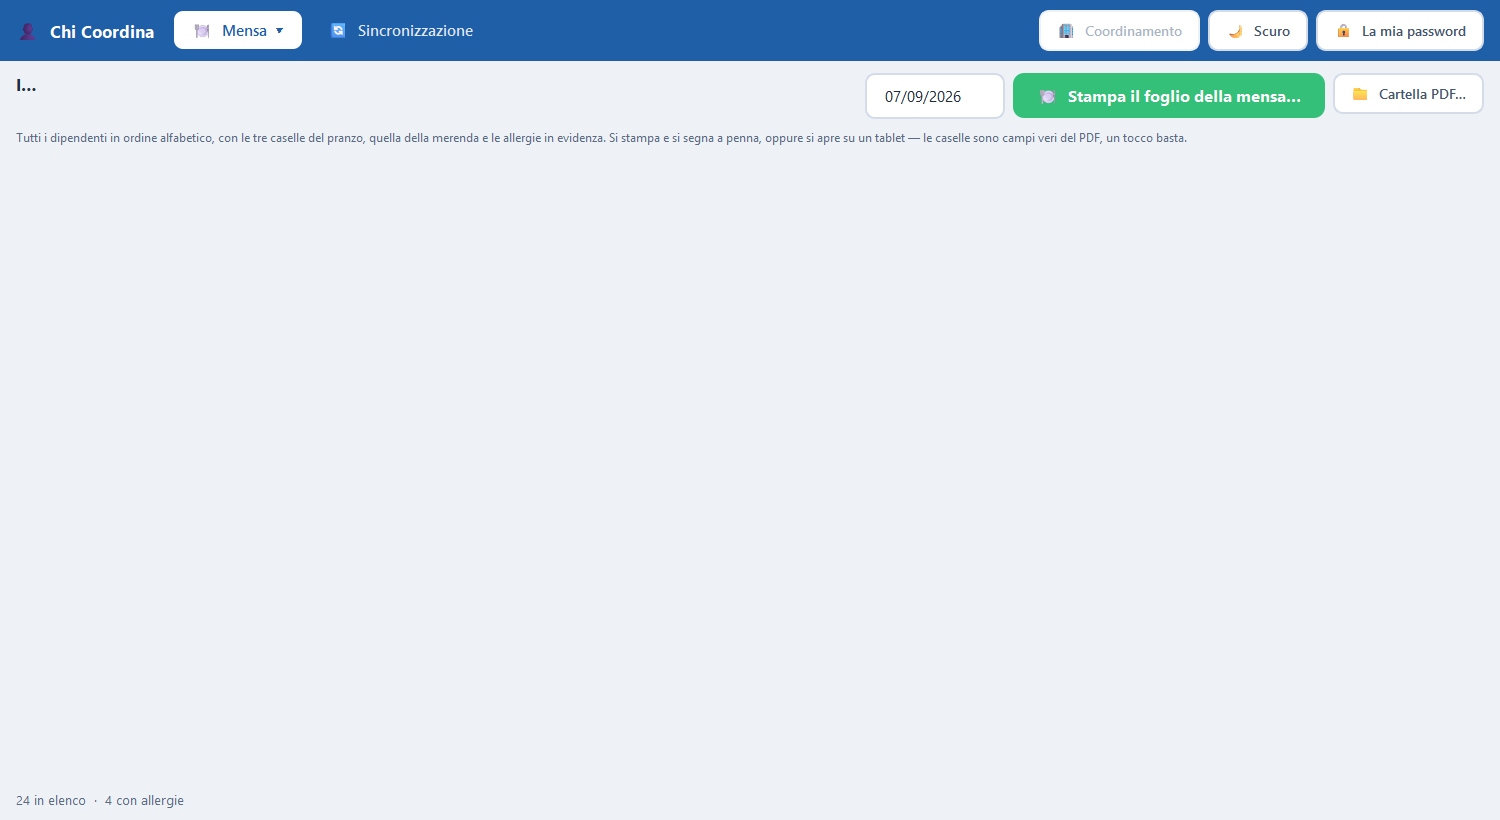 Chi Coordina
Mensa
Sincronizzazione
Coordinamento
Scuro
La mia password
I...
07/09/2026
Stampa il foglio della mensa...
Cartella PDF...
Tutti i dipendenti in ordine alfabetico, con le tre caselle del pranzo, quella della merenda e le allergie in evidenza. Si stampa e si segna a penna, oppure si apre su un tablet — le caselle sono campi veri del PDF, un tocco basta.
24 in elenco · 4 con allergie